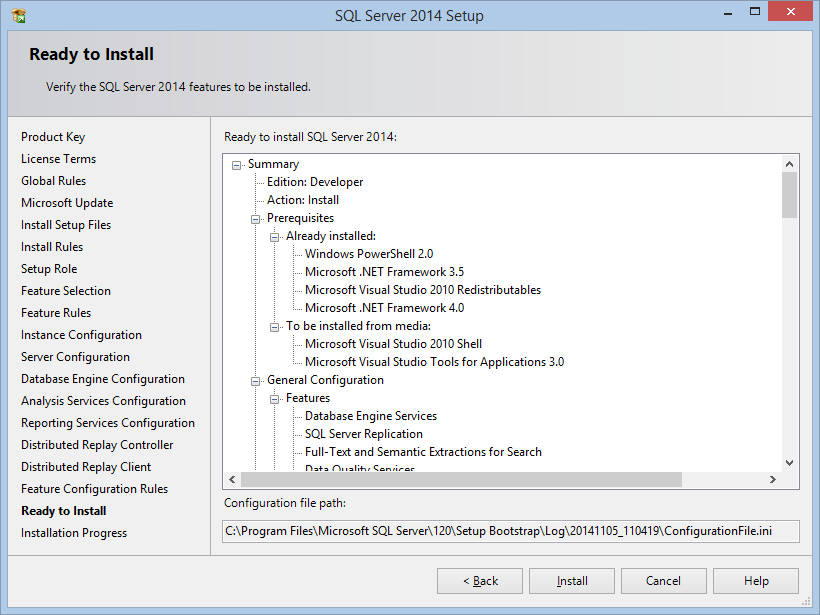 SQL Server 2014 Setup
Ready to Install
Verify the SQL Server 2014 features to be installed.
Product Key
License Terms
Global Rules
Microsoft Update
Install Setup Files
Install Rules
Setup Role
Feature Selection
Feature Rules
Instance Configuration
Server Configuration
Database Engine Configuration
Analysis Services Configuration
Reporting Services Configuration
Distributed Replay Controller
Distributed Replay Client
Feature Configuration Rules
Ready to Install
Installation Progress
Ready to install SQL Server 2014:
Summary
Edition: Developer
Action: Install
Prerequisites
Already installed:
Windows PowerShell 2.0
Microsoft .NET Framework 3.5
Microsoft Visual Studio 2010 Redistributables
Microsoft .NET Framework 4.0
To be installed from media:
Microsoft Visual Studio 2010 Shell
Microsoft Visual Studio Tools for Applications 3.0
General Configuration
Features
Database Engine Services
SQL Server Replication
Full-Text and Semantic Extractions for Search
Data Quality Services
Configuration file path:
C:\Program Files\Microsoft SQL Server\120\Setup Bootstrap\Log\20141105_110419\ConfigurationFile.ini
< Back
Install
Cancel
Help